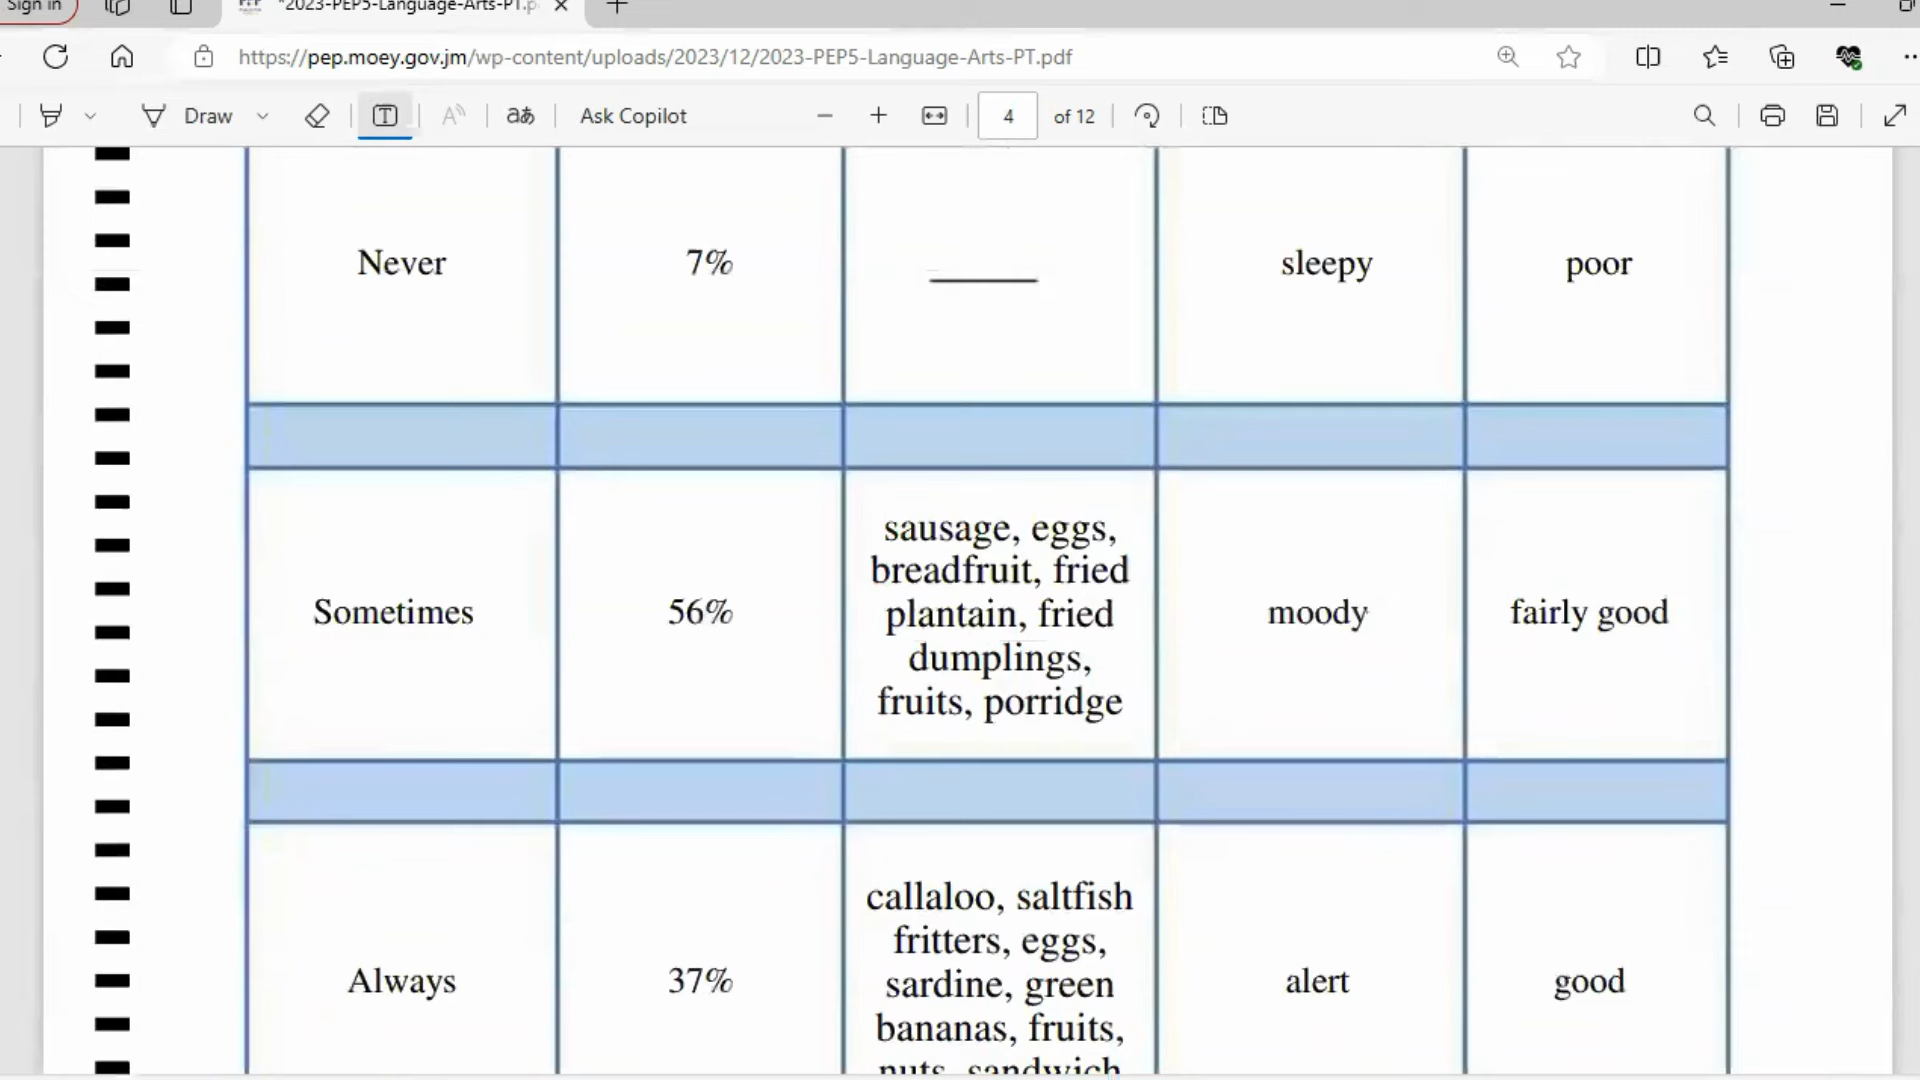 Sign in
*2023-PEP5-Language-Arts-PT.p
https://pep.moey.gov.jm/wp-content/uploads/2023/12/2023-PEP5-Language-Arts-PT.pdf
Draw
Ask Copilot
4 of 12
Never
7%
sleepy
poor
Sometimes
56%
sausage, eggs,
breadfruit, fried
plantain, fried
dumplings,
fruits, porridge
moody
fairly good
Always
37%
callaloo, saltfish
fritters, eggs,
sardine, green
bananas, fruits,
nuts, sandwich
alert
good